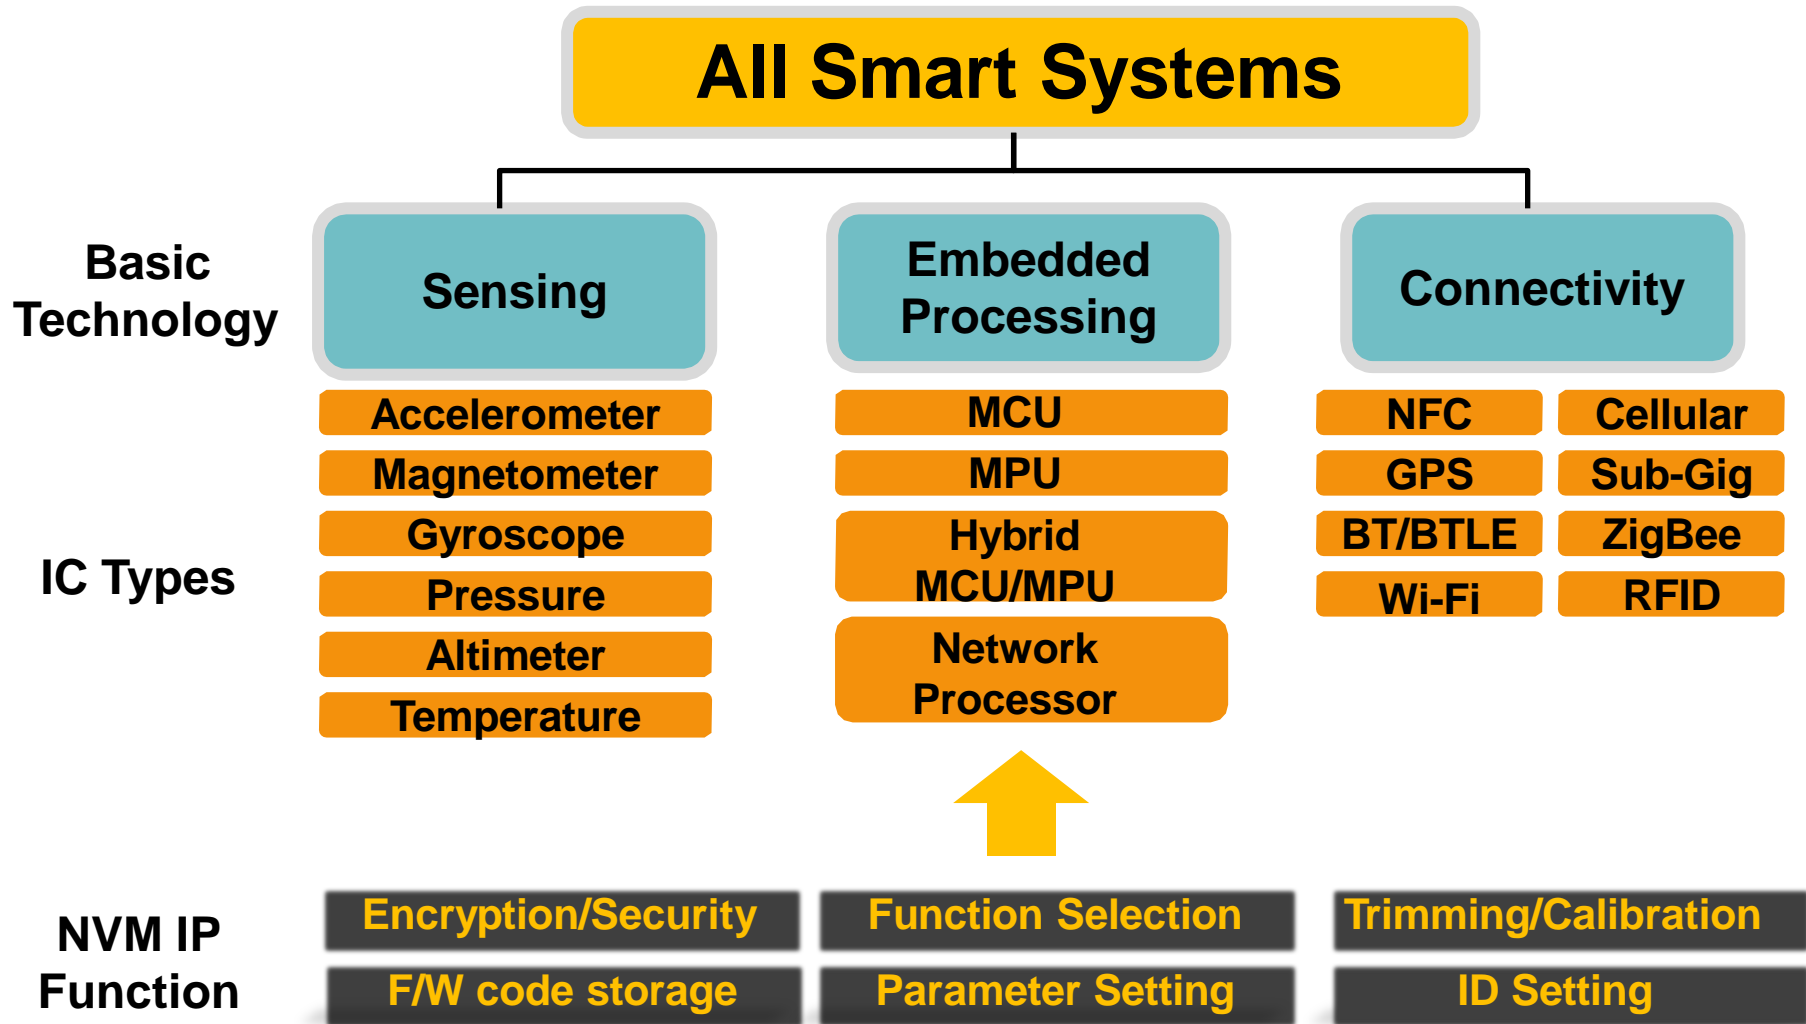 All Smart Systems
Basic
Technology
Sensing
Embedded
Processing
Connectivity
IC Types
Accelerometer
Magnetometer
Gyroscope
Pressure
Altimeter
Temperature
MCU
MPU
Hybrid
MCU/MPU
Network
Processor
NFC
Cellular
GPS
Sub-Gig
BT/BTLE
ZigBee
Wi-Fi
RFID
NVM IP
Function
Encryption/Security
Function Selection
Trimming/Calibration
F/W code storage
Parameter Setting
ID Setting